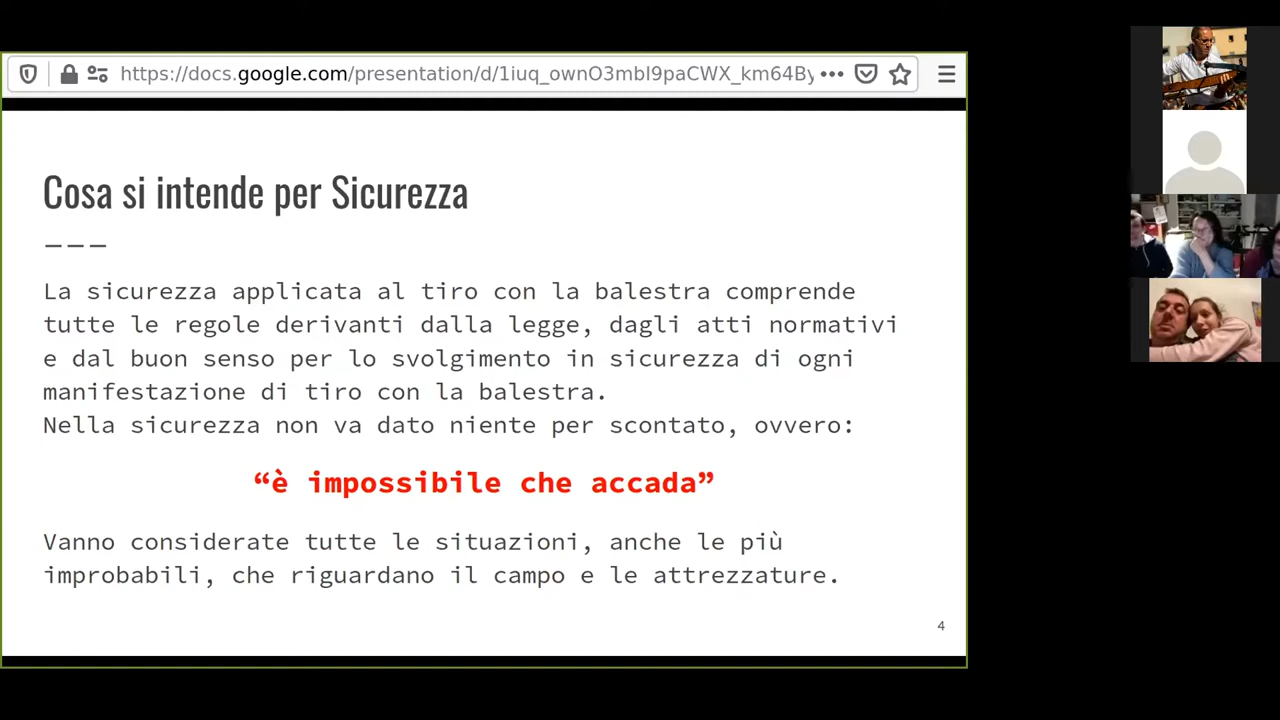 https://docs.google.com/presentation/d/1iuq_ownO3mbI9paCWX_km64By
Cosa si intende per Sicurezza
La sicurezza applicata al tiro con la balestra comprende
tutte le regole derivanti dalla legge, dagli atti normativi
e dal buon senso per lo svolgimento in sicurezza di ogni
manifestazione di tiro con la balestra.
Nella sicurezza non va dato niente per scontato, ovvero:
“è impossibile che accada”
Vanno considerate tutte le situazioni, anche le più
improbabili, che riguardano il campo e le attrezzature.
4